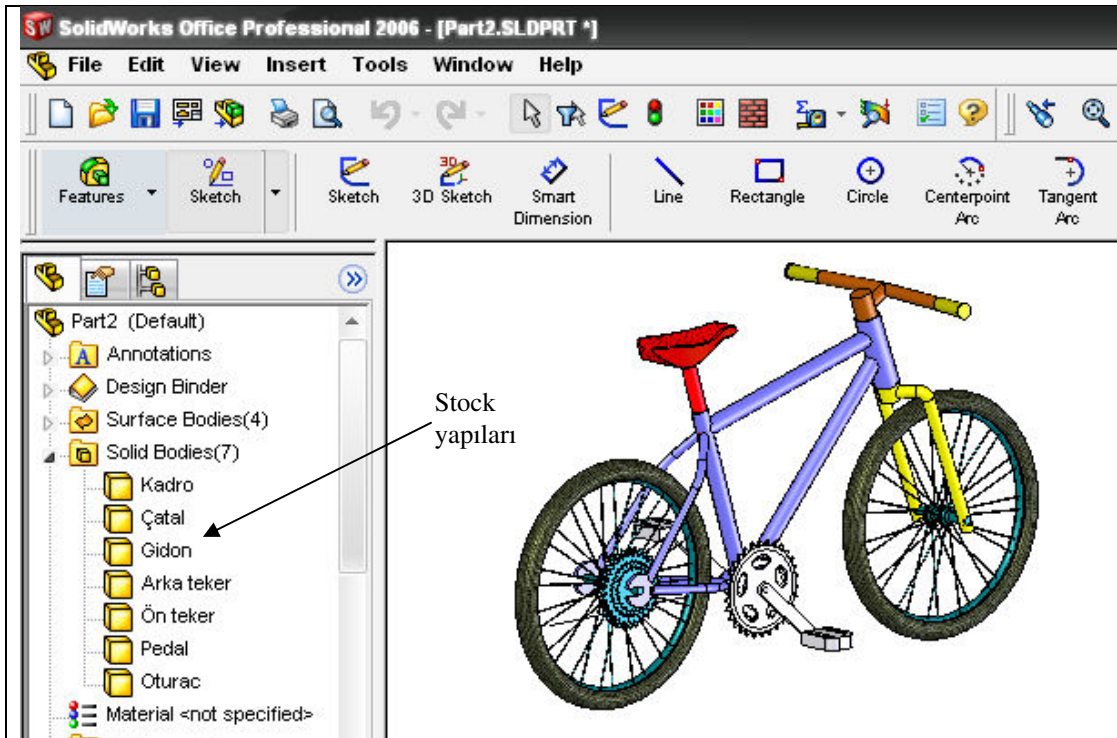 SW SolidWorks Office Professional 2006 - [Part2.SLDPRT *]
File Edit View Insert Tools Window Help
Features Sketch Sketch 3D Sketch Smart Dimension Line Rectangle Circle Centerpoint Arc Tangent Arc
Part2 (Default)
Annotations
Design Binder
Surface Bodies(4)
Solid Bodies(7)
Kadro
Çatal
Gidon
Arka teker
Ön teker
Pedal
Oturac
Material <not specified>
Stock
yapıları